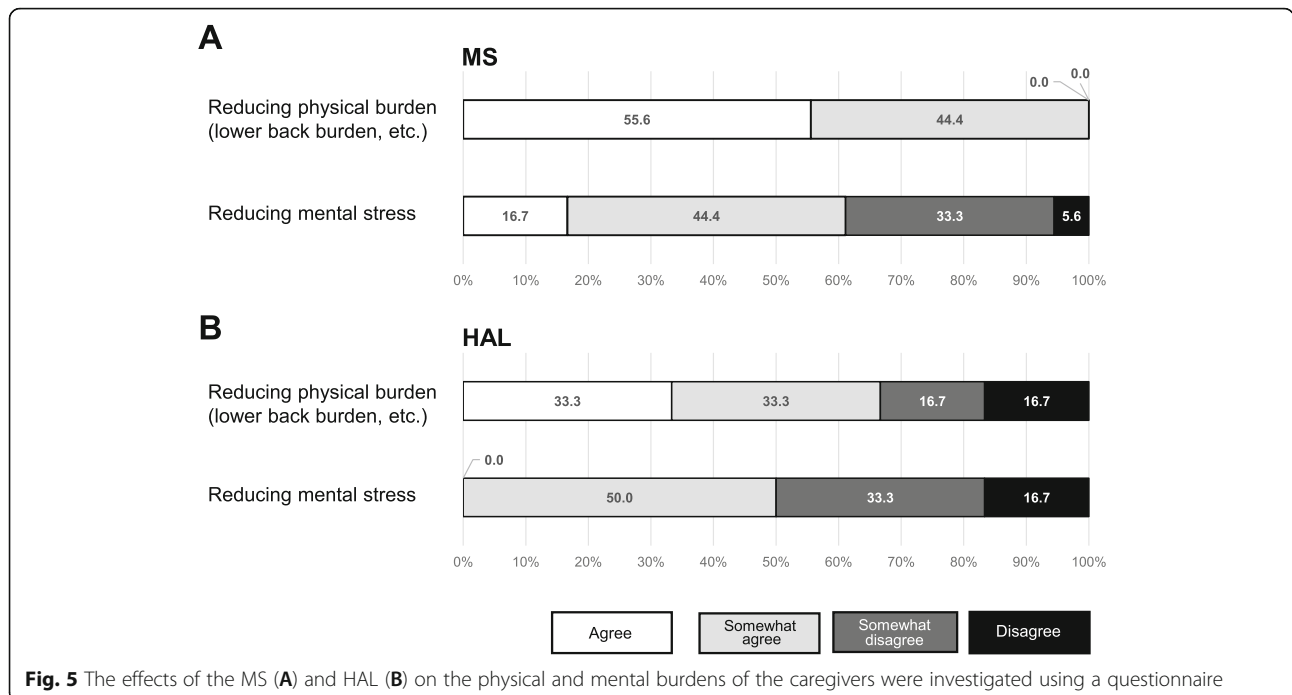 A
MS
0.0
0.0
Reducing physical burden
(lower back burden, etc.)
55.6
44.4
Reducing mental stress
16.7
44.4
33.3
5.6
0% 10% 20% 30% 40% 50% 60% 70% 80% 90% 100%
B
HAL
Reducing physical burden
(lower back burden, etc.)
33.3
33.3
16.7
16.7
0.0
Reducing mental stress
50.0
33.3
16.7
0% 10% 20% 30% 40% 50% 60% 70% 80% 90% 100%
Agree
Somewhat
agree
Somewhat
disagree
Disagree
Fig. 5 The effects of the MS (A) and HAL (B) on the physical and mental burdens of the caregivers were investigated using a questionnaire